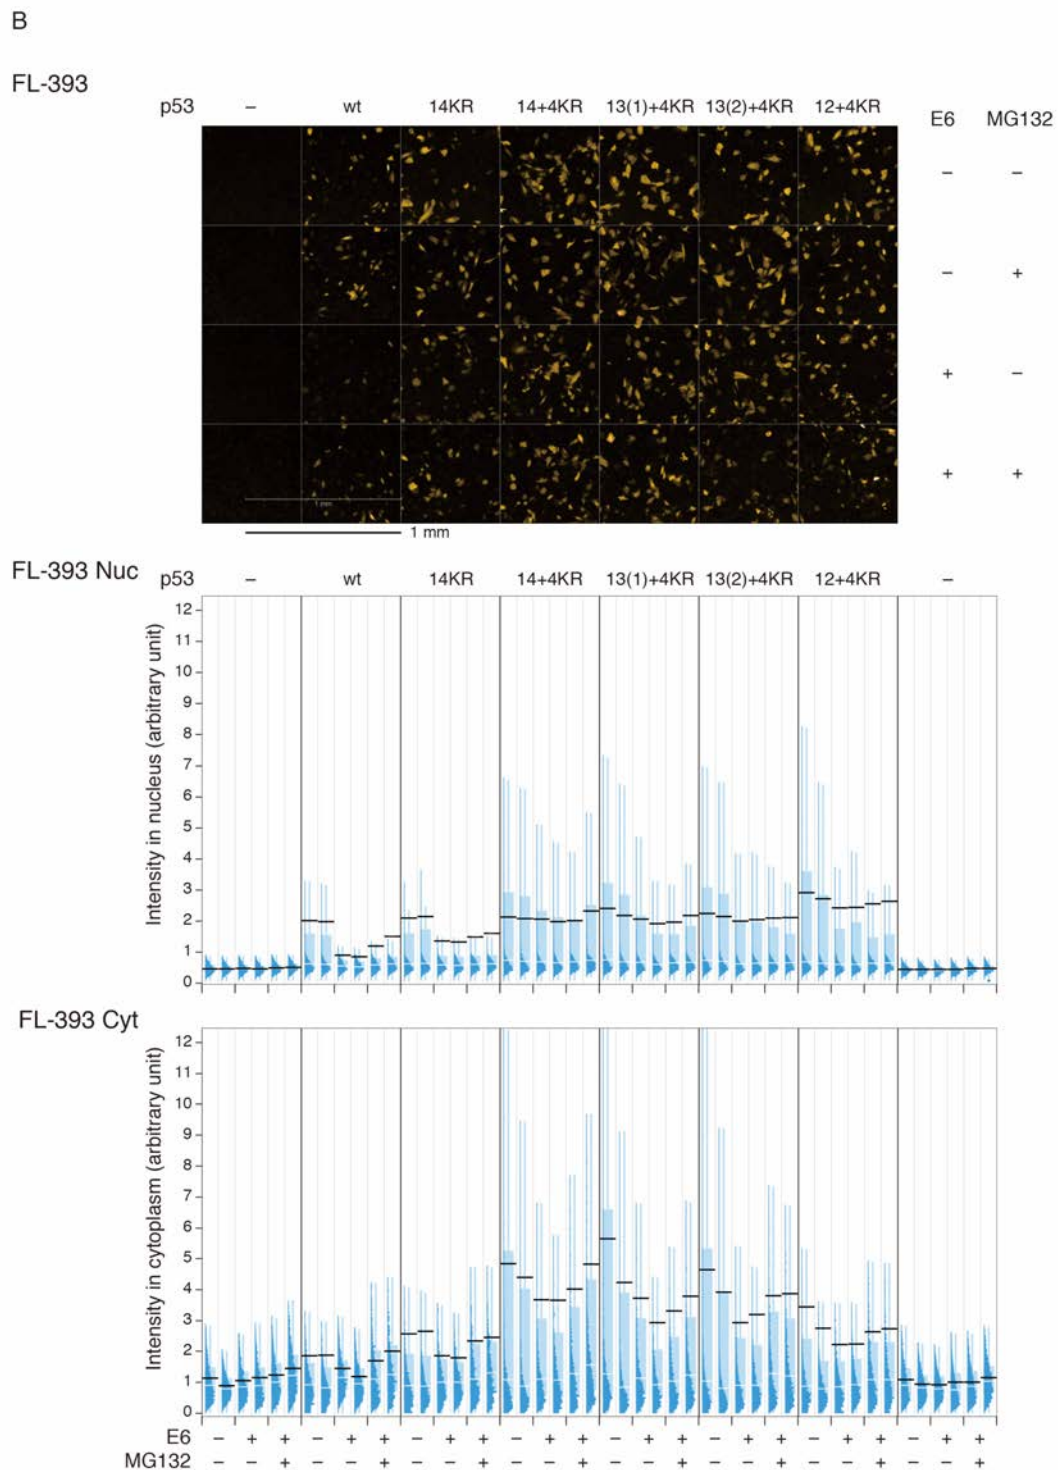 B
FL-393
p53 – wt 14KR 14+4KR 13(1)+4KR 13(2)+4KR 12+4KR
E6 MG132
– –
– +
+ –
+ +
1 mm
1 mm
FL-393 Nuc
p53 – wt 14KR 14+4KR 13(1)+4KR 13(2)+4KR 12+4KR –
Intensity in nucleus (arbitrary unit)
12
11
10
9
8
7
6
5
4
3
2
1
0
FL-393 Cyt
Intensity in cytoplasm (arbitrary unit)
12
11
10
9
8
7
6
5
4
3
2
1
0
E6 – + + – + + – + + – + + – + + – + + – + + – + +
MG132 – – + – – + – – + – – + – – + – – + – – + – – +